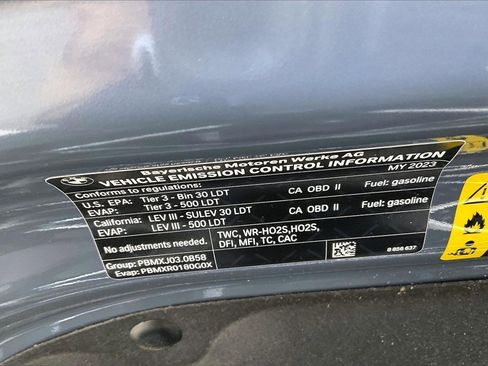 Bayerische Motoren Werke AG
VEHICLE EMISSION CONTROL INFORMATION
MY 2023
Conforms to regulations:
U.S. EPA: Tier 3 - Bin 30 LDT CA OBD II Fuel: gasoline
EVAP: Tier 3 - 500 LDT
California: LEV III - SULEV 30 LDT CA OBD II Fuel: gasoline
EVAP: LEV III - 500 LDT
No adjustments needed. TWC, WR-HO2S,HO2S,
DFI, MFI, TC, CAC
Group: PBMXJ03.0B58
Evap: PBMXR0180G0X